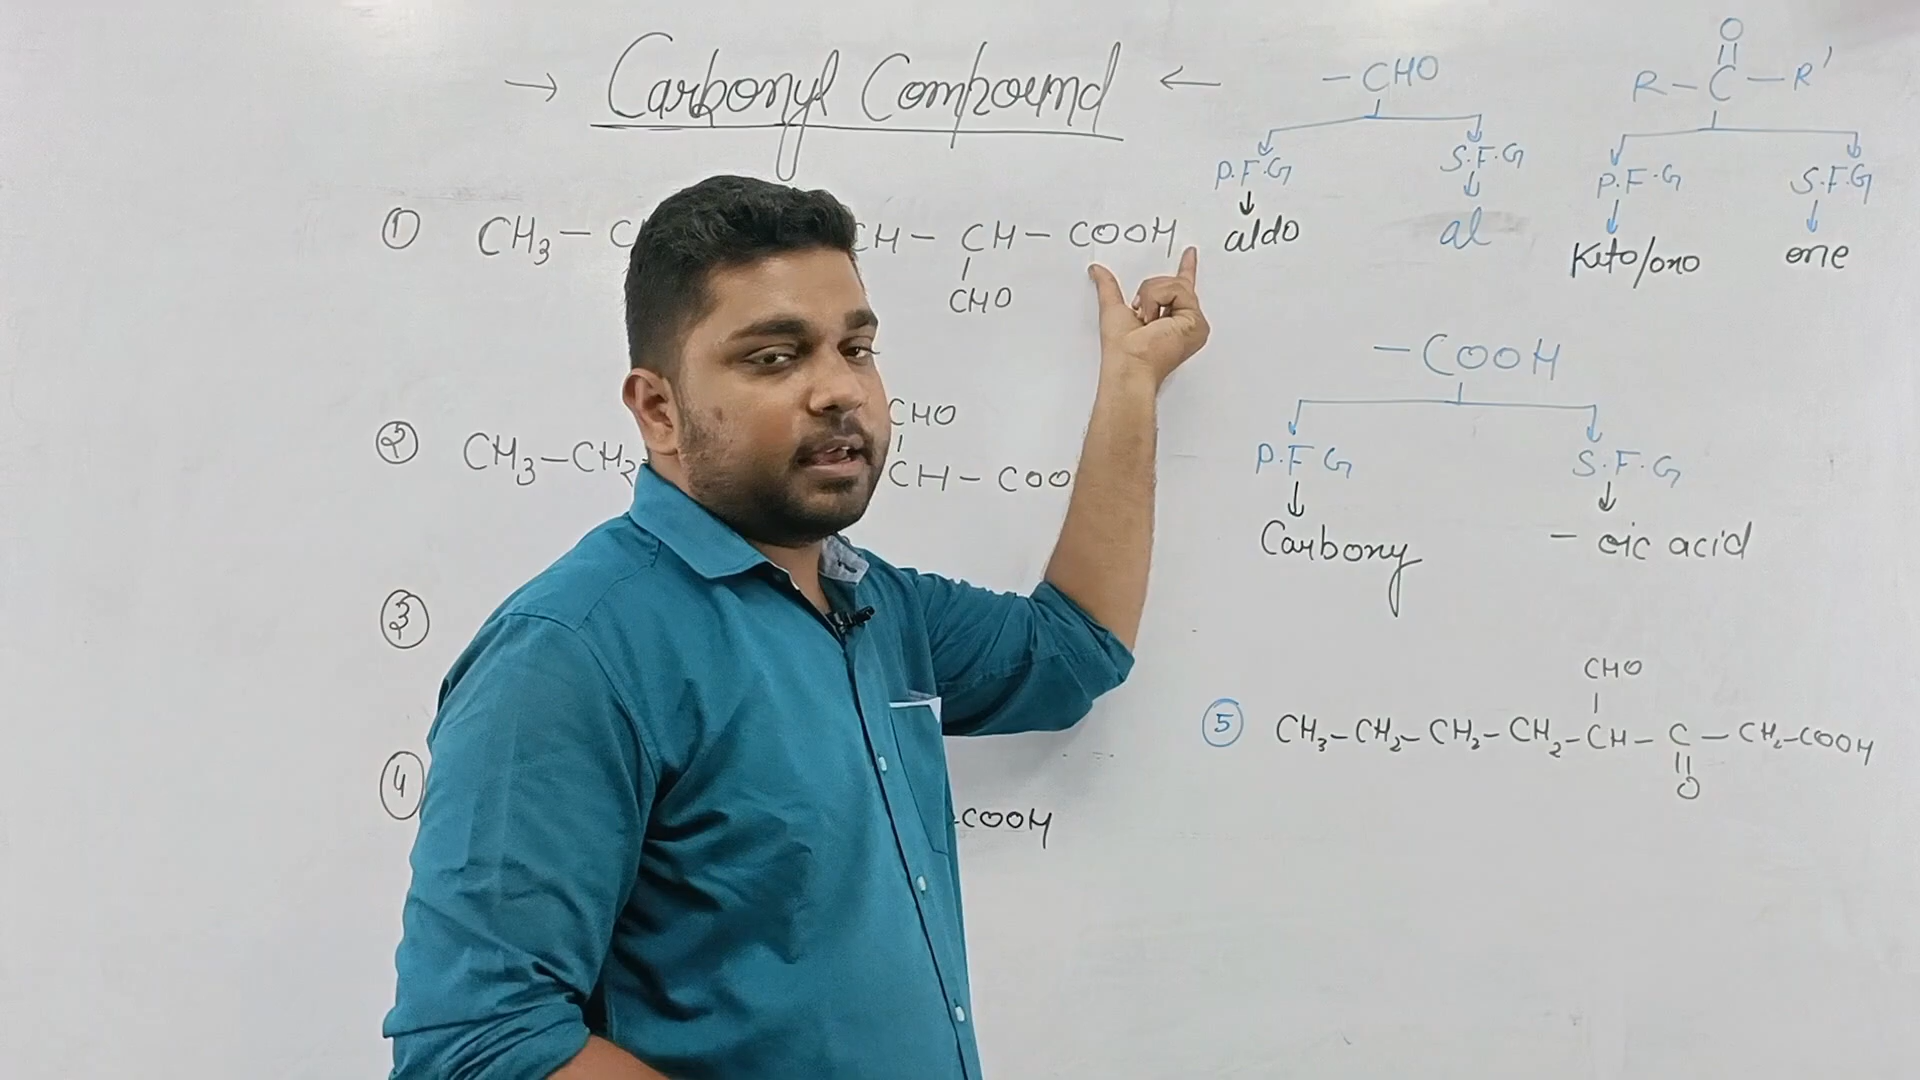 → Carbonyl Compound ←
① CH₃ – C CH – CH – COOH
CHO
② CH₃–CH₂
CHO
CH – COO
③
④
–COOH
– CHO
P.F.G S.F.G
aldo al
O
R – C – R'
P.F.G S.F.G
Keto/oxo one
– COOH
P.F G S.F.G
Carboxy – oic acid
CHO
⑤ CH₃–CH₂–CH₂–CH₂–CH–C–CH₂–COOH
O